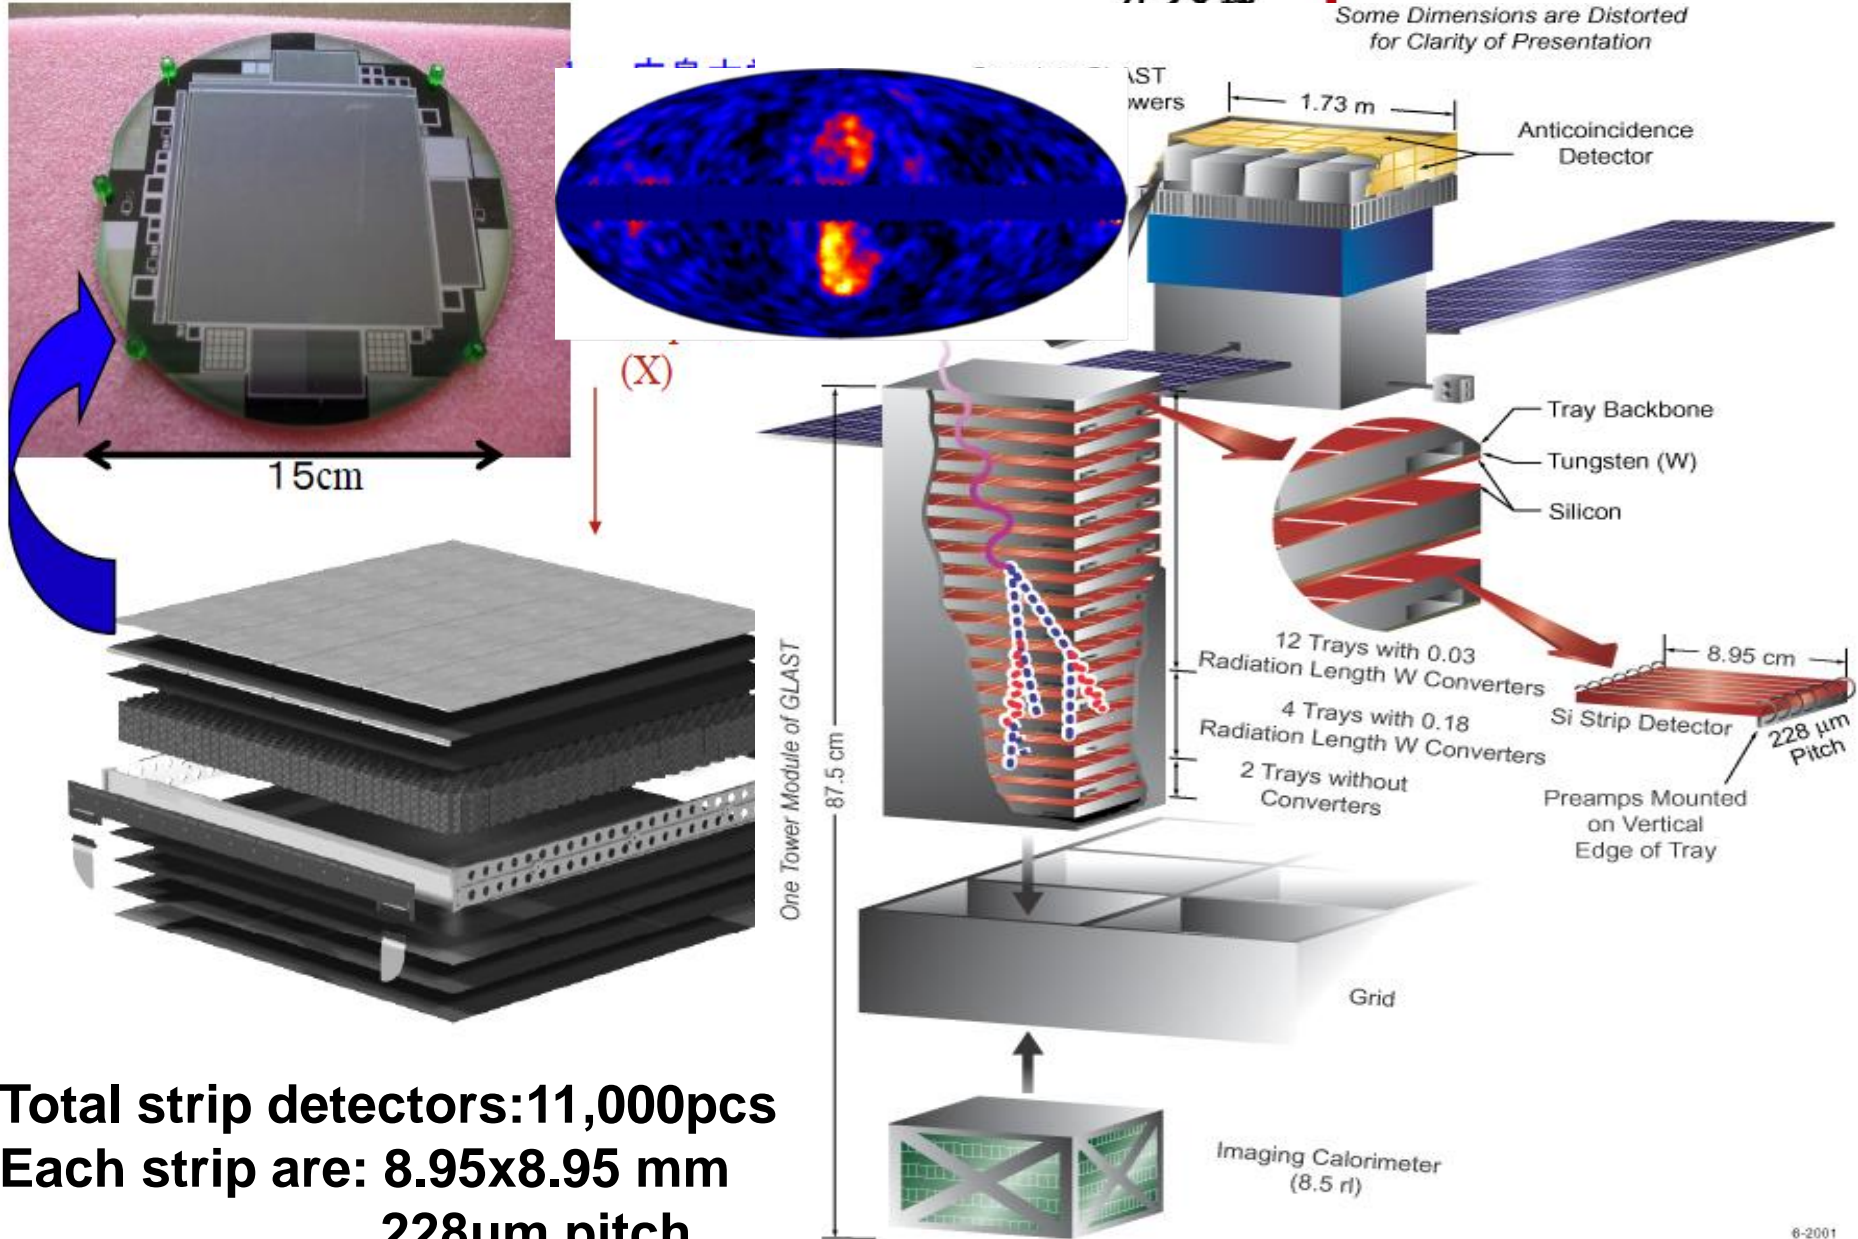 Some Dimensions are Distorted
for Clarity of Presentation
1.73 m
Anticoincidence
Detector
(X)
15cm
Tray Backbone
Tungsten (W)
Silicon
8.95 cm
Si Strip Detector
228 μm
Pitch
Preamps Mounted
on Vertical
Edge of Tray
12 Trays with 0.03
Radiation Length W Converters
4 Trays with 0.18
Radiation Length W Converters
2 Trays without
Converters
One Tower Module of GLAST
87.5 cm
Grid
Imaging Calorimeter
(8.5 rl)
Total strip detectors:11,000pcs
Each strip are: 8.95x8.95 mm
228μm pitch
6-2001